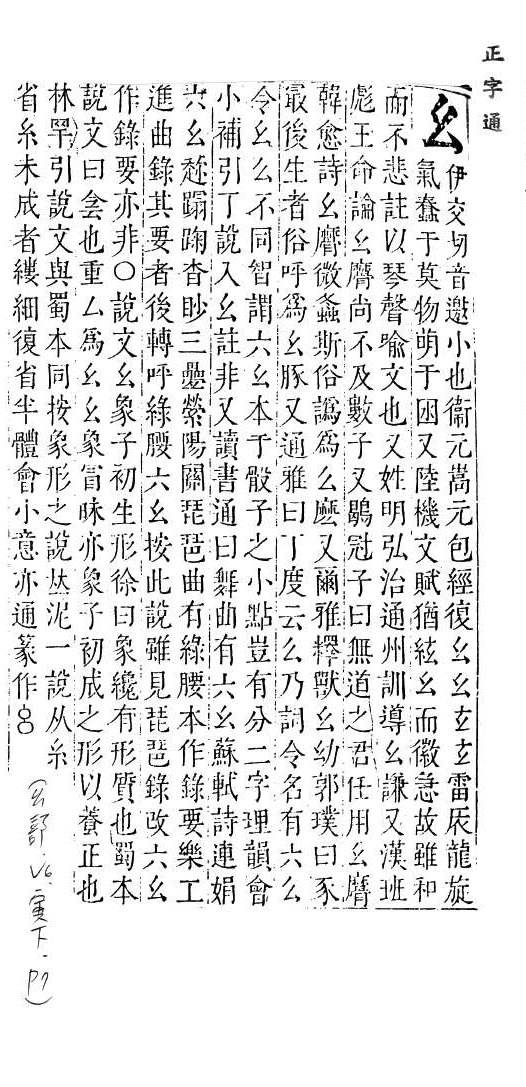 正字通
幺
伊交切音邀小也衞元嵩元包經復幺幺玄玄雷辰龍旋
氣蠢于莫物萌于困又陸機文賦猶絃幺而徽急故雖和
而不悲註以琴聲喻文也又姓明弘治通州訓導幺謙又漢班
彪王命論幺麿尚不及數子又鶡冠子曰無道之君任用幺麿
韓愈詩幺麿微螽斯俗譌為么麼又爾雅釋獸幺幼郭璞曰豕
最後生者俗呼爲幺豚又通雅曰丁度云么乃詞令名有六么
令幺么不同智謂六幺本于骰子之小點豈有分二字理韻會
小補引丁說入幺註非又讀書通曰舞曲有六幺蘇軾詩連娟
六幺趂蹋踘杳眇三疊縈陽關琵琶曲有綠腰本作錄要樂工
進曲錄其要者後轉呼綠腰六幺按此說雖見琵琶錄改六幺
作錄要亦非〇說文幺象子初生形徐曰象纔有形質也蜀本
說文曰侌也重厶爲幺幺象冒昧亦象子初成之形以養正也
林罕引說文與蜀本同按象形之說𠀤泥一說从糸
省糸未成者縷細復省半體會小意亦通篆作𠱠
(幺部.V6.寅下.P7)